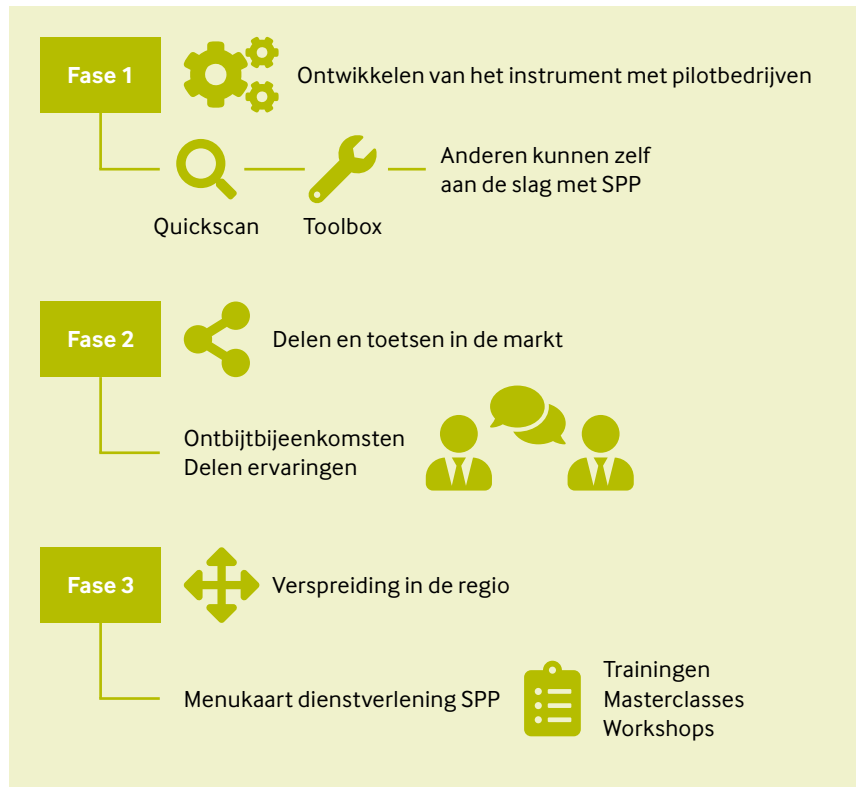 Fase 1
Ontwikkelen van het instrument met pilotbedrijven
Quickscan
Toolbox
Anderen kunnen zelf
aan de slag met SPP
Fase 2
Delen en toetsen in de markt
Ontbijtbijeenkomsten
Delen ervaringen
Fase 3
Verspreiding in de regio
Menukaart dienstverlening SPP
Trainingen
Masterclasses
Workshops